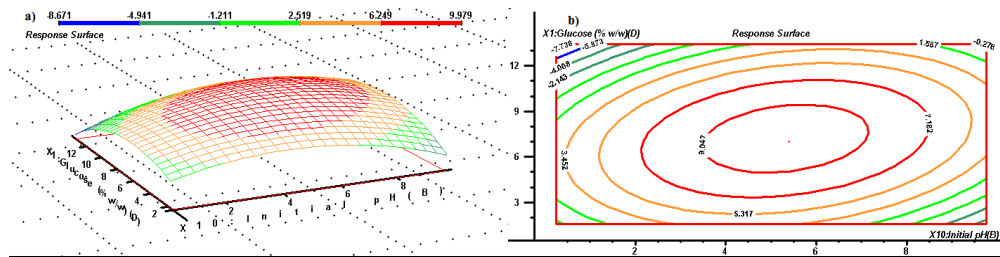 a)
-8.671 -4.941 -1.211 2.519 6.249 9.979
Response Surface
X1:Glucose (% w/w)(D)
12 10 8 6 4 2
X10:Initial pH(B)
2 4 6 8
b)
X1:Glucose (% w/w)(D) Response Surface
-7.738 -5.873 1.587 -0.278
-4.008
-2.143
12
9
6
3
3.452 9.047 7.182
5.317
X10:Initial pH(B)
2 4 6 8